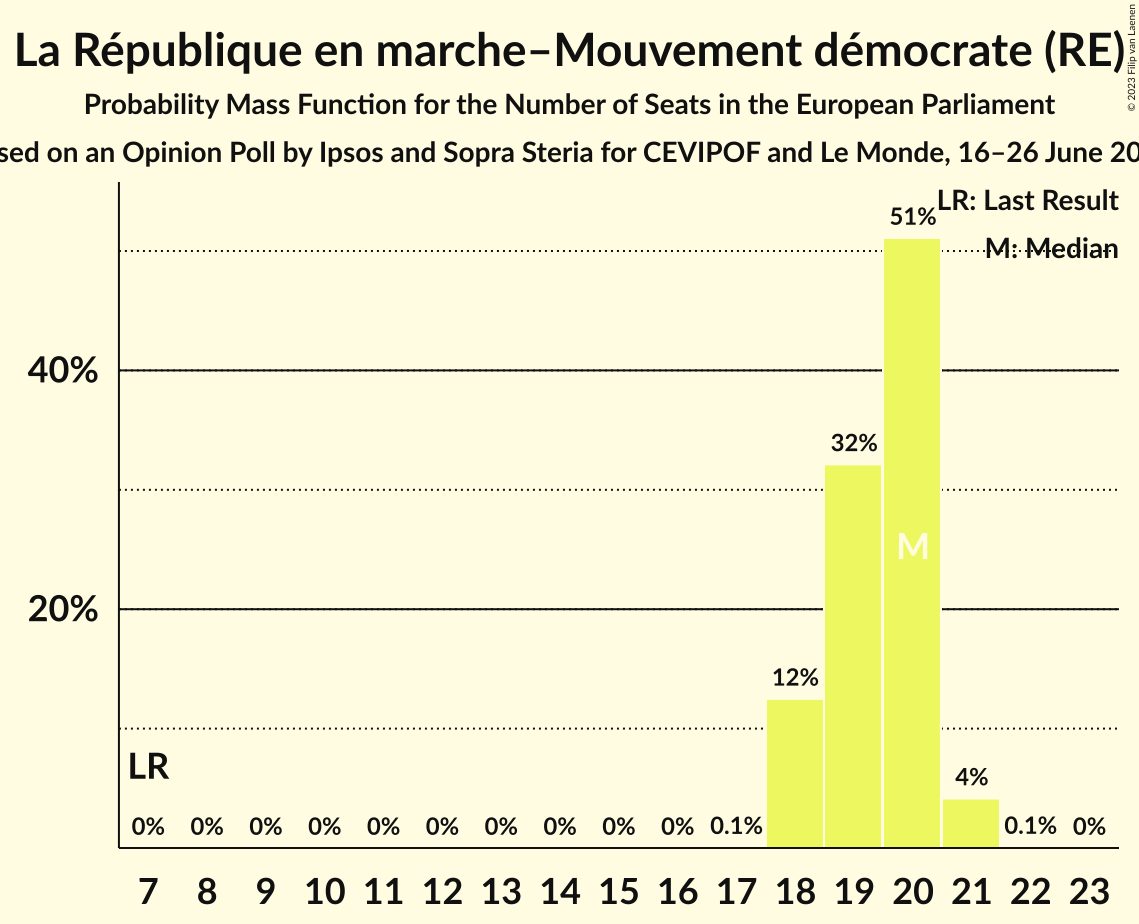 La République en marche–Mouvement démocrate (RE)
© 2023 Filip van Laenen
Probability Mass Function for the Number of Seats in the European Parliament
sed on an Opinion Poll by Ipsos and Sopra Steria for CEVIPOF and Le Monde, 16–26 June 20
LR: Last Result
M: Median
51%
40%
32%
M
20%
12%
LR
4%
0% 0% 0% 0% 0% 0% 0% 0% 0% 0% 0.1% 0.1% 0%
7 8 9 10 11 12 13 14 15 16 17 18 19 20 21 22 23